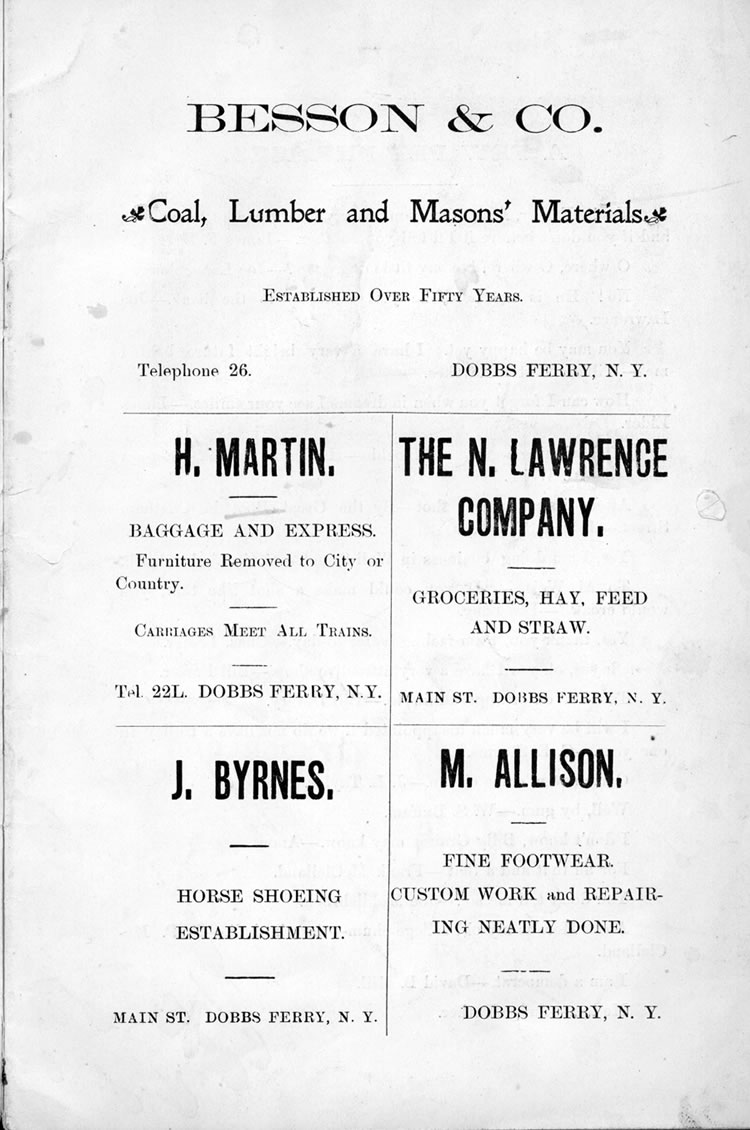 BESSON & CO.
Coal, Lumber and Masons' Materials
ESTABLISHED OVER FIFTY YEARS.
Telephone 26. DOBBS FERRY, N. Y.
H. MARTIN.
BAGGAGE AND EXPRESS.
Furniture Removed to City or
Country.
CARRIAGES MEET ALL TRAINS.
Tel. 22L. DOBBS FERRY, N.Y.
THE N. LAWRENCE
COMPANY.
GROCERIES, HAY, FEED
AND STRAW.
MAIN ST. DOBBS FERRY, N. Y.
J. BYRNES.
HORSE SHOEING
ESTABLISHMENT.
MAIN ST. DOBBS FERRY, N. Y.
M. ALLISON.
FINE FOOTWEAR.
CUSTOM WORK and REPAIR-
ING NEATLY DONE.
DOBBS FERRY, N. Y.